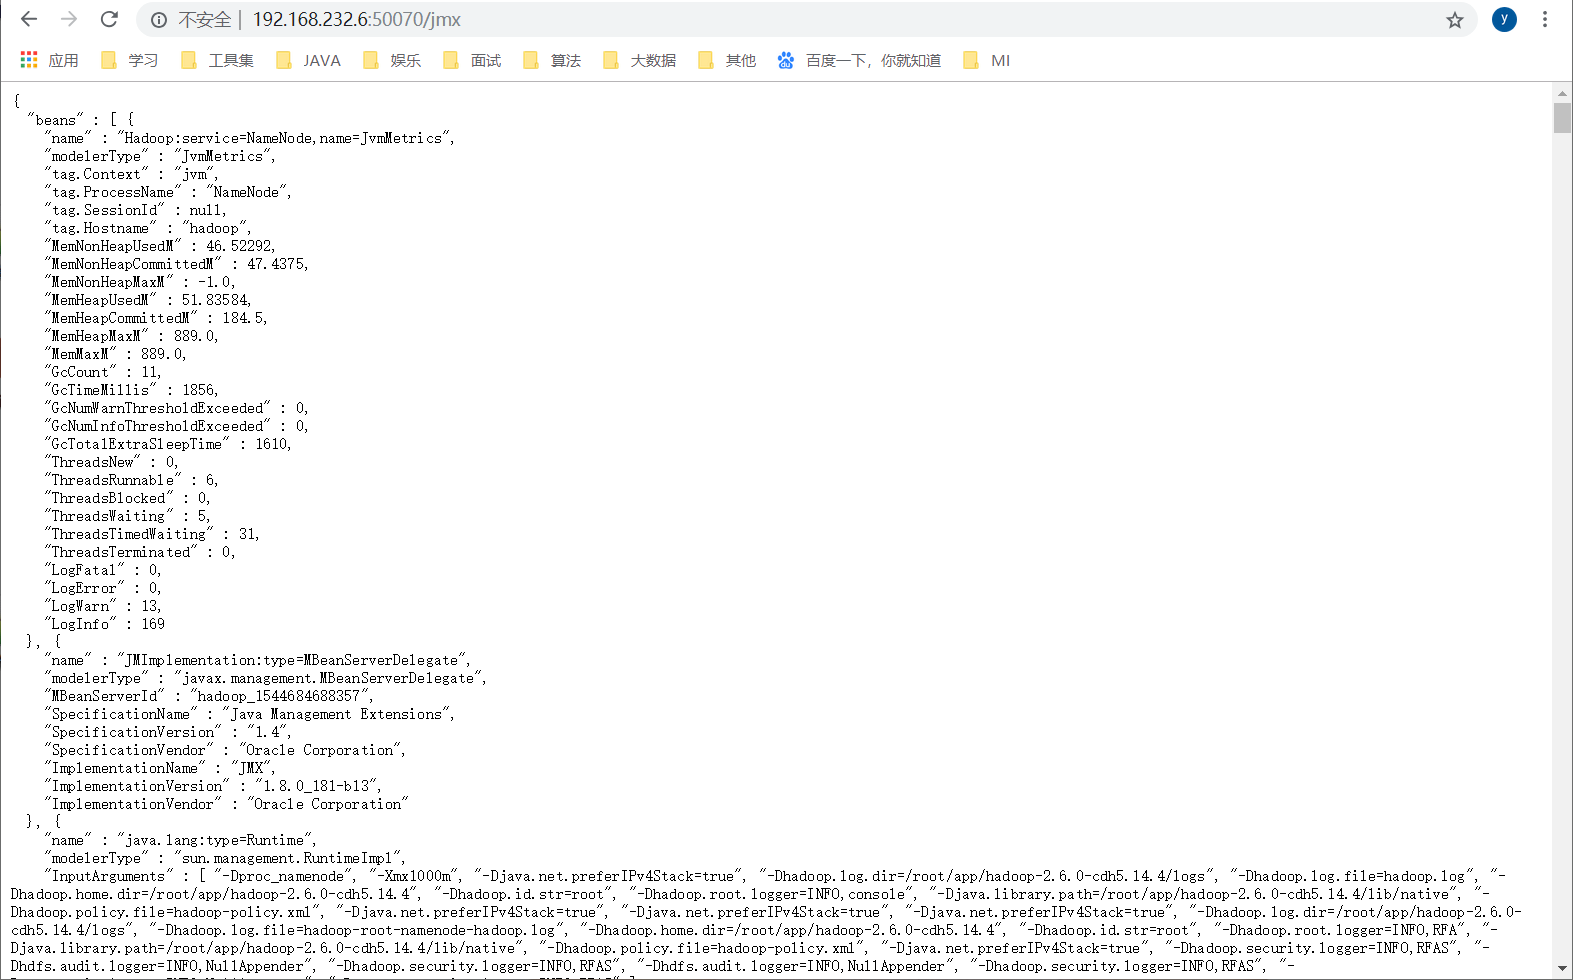 不安全 | 192.168.232.6:50070/jmx
y
应用 学习 工具集 JAVA 娱乐 面试 算法 大数据 其他 百度一下，你就知道 MI
{
"beans" : [ {
"name" : "Hadoop:service=NameNode,name=JvmMetrics",
"modelerType" : "JvmMetrics",
"tag.Context" : "jvm",
"tag.ProcessName" : "NameNode",
"tag.SessionId" : null,
"tag.Hostname" : "hadoop",
"MemNonHeapUsedM" : 46.52292,
"MemNonHeapCommittedM" : 47.4375,
"MemNonHeapMaxM" : -1.0,
"MemHeapUsedM" : 51.83584,
"MemHeapCommittedM" : 184.5,
"MemHeapMaxM" : 889.0,
"MemMaxM" : 889.0,
"GcCount" : 11,
"GcTimeMillis" : 1856,
"GcNumWarnThresholdExceeded" : 0,
"GcNumInfoThresholdExceeded" : 0,
"GcTotalExtraSleepTime" : 1610,
"ThreadsNew" : 0,
"ThreadsRunnable" : 6,
"ThreadsBlocked" : 0,
"ThreadsWaiting" : 5,
"ThreadsTimedWaiting" : 31,
"ThreadsTerminated" : 0,
"LogFatal" : 0,
"LogError" : 0,
"LogWarn" : 13,
"LogInfo" : 169
}, {
"name" : "JMImplementation:type=MBeanServerDelegate",
"modelerType" : "javax.management.MBeanServerDelegate",
"MBeanServerId" : "hadoop_1544684688357",
"SpecificationName" : "Java Management Extensions",
"SpecificationVersion" : "1.4",
"SpecificationVendor" : "Oracle Corporation",
"ImplementationName" : "JMX",
"ImplementationVersion" : "1.8.0_181-b13",
"ImplementationVendor" : "Oracle Corporation"
}, {
"name" : "java.lang:type=Runtime",
"modelerType" : "sun.management.RuntimeImpl",
"InputArguments" : [ "-Dproc_namenode", "-Xmx1000m", "-Djava.net.preferIPv4Stack=true", "-Dhadoop.log.dir=/root/app/hadoop-2.6.0-cdh5.14.4/logs", "-Dhadoop.log.file=hadoop.log", "-
Dhadoop.home.dir=/root/app/hadoop-2.6.0-cdh5.14.4", "-Dhadoop.id.str=root", "-Dhadoop.root.logger=INFO,console", "-Djava.library.path=/root/app/hadoop-2.6.0-cdh5.14.4/lib/native", "-
Dhadoop.policy.file=hadoop-policy.xml", "-Djava.net.preferIPv4Stack=true", "-Djava.net.preferIPv4Stack=true", "-Djava.net.preferIPv4Stack=true", "-Dhadoop.log.dir=/root/app/hadoop-2.6.0-
cdh5.14.4/logs", "-Dhadoop.log.file=hadoop-root-namenode-hadoop.log", "-Dhadoop.home.dir=/root/app/hadoop-2.6.0-cdh5.14.4", "-Dhadoop.id.str=root", "-Dhadoop.root.logger=INFO,RFA", "-
Djava.library.path=/root/app/hadoop-2.6.0-cdh5.14.4/lib/native", "-Dhadoop.policy.file=hadoop-policy.xml", "-Djava.net.preferIPv4Stack=true", "-Dhadoop.security.logger=INFO,RFAS", "-
Dhdfs.audit.logger=INFO,NullAppender", "-Dhadoop.security.logger=INFO,RFAS", "-Dhdfs.audit.logger=INFO,NullAppender", "-Dhadoop.security.logger=INFO,RFAS", "-